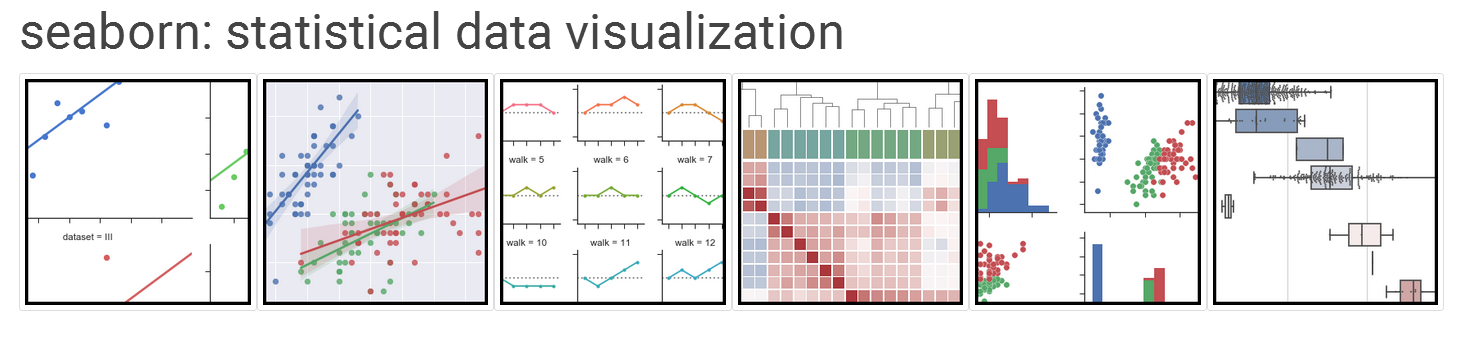 seaborn: statistical data visualization
dataset = III
walk = 5
walk = 6
walk = 7
walk = 10
walk = 11
walk = 12